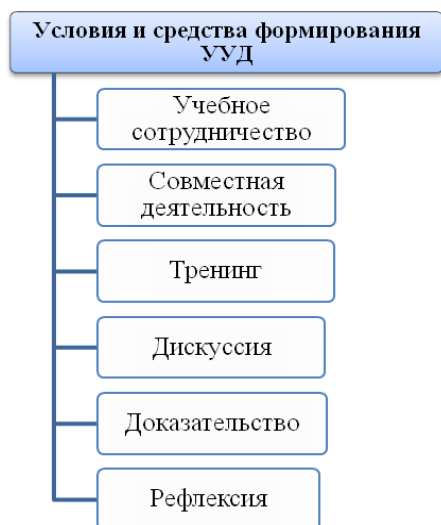 Условия и средства формирования
УУД
Учебное
сотрудничество
Совместная
деятельность
Тренинг
Дискуссия
Доказательство
Рефлексия